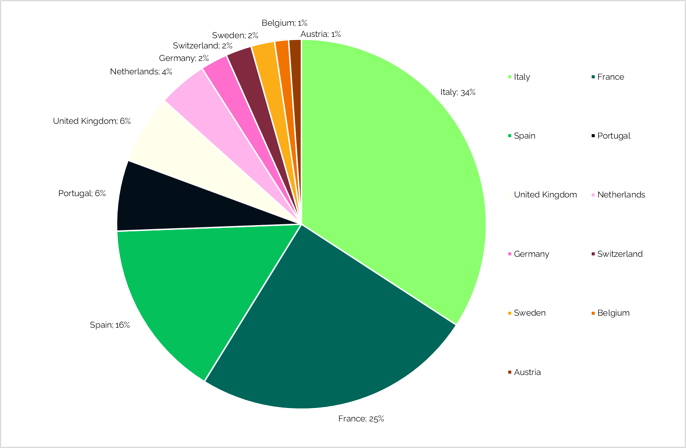 Belgium; 1%
Austria; 1%
Sweden; 2%
Switzerland; 2%
Germany; 2%
Netherlands; 4%
Italy; 34%
United Kingdom; 6%
Portugal; 6%
Spain; 16%
France; 25%
Italy France
Spain Portugal
United Kingdom Netherlands
Germany Switzerland
Sweden Belgium
Austria